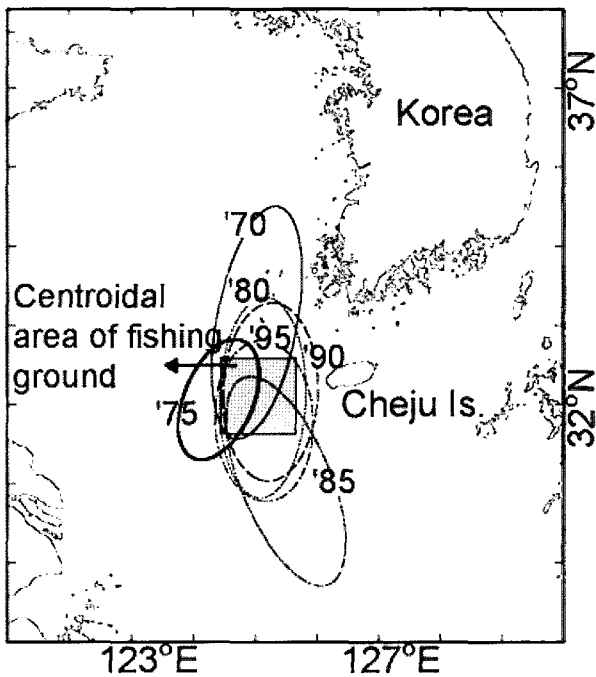 37°N
Korea
'70
'80
Centroidal
area of fishing
ground
'95
'90
'75
Cheju Is.
32°N
'85
123°E
127°E